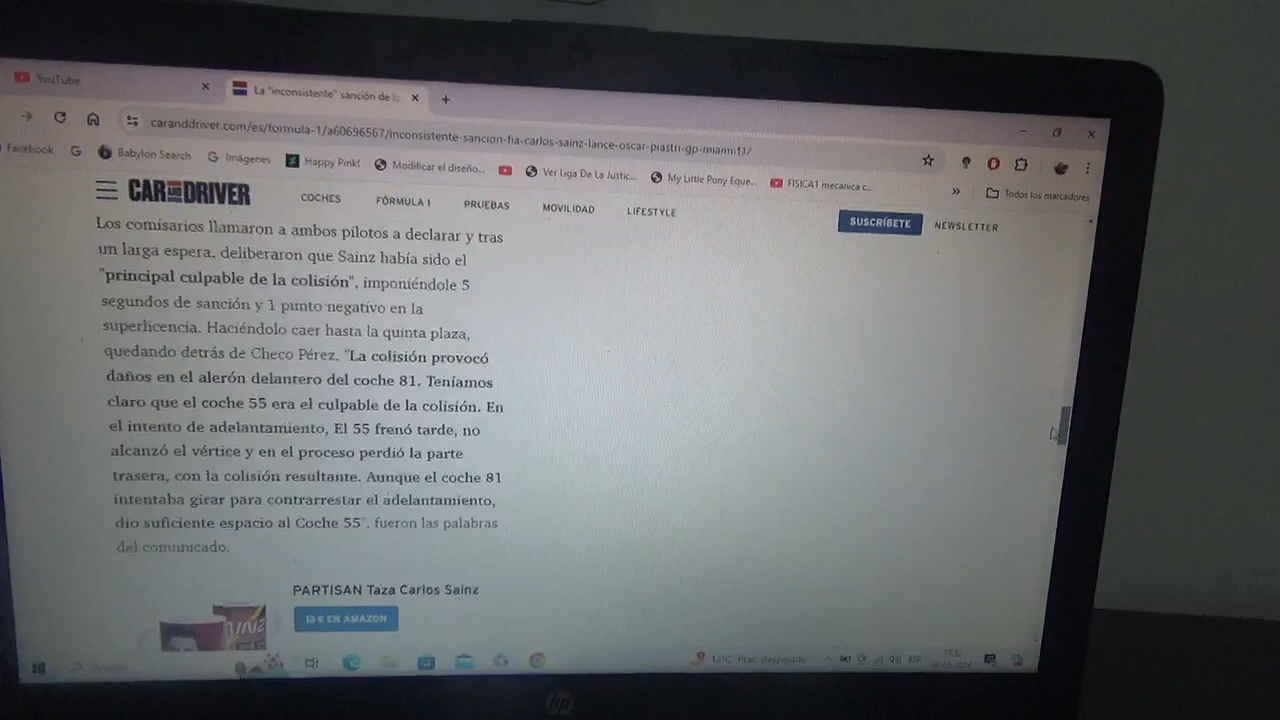 YouTube
La "inconsistente" sanción de la
caranddriver.com/es/formula-1/a60696567/inconsistente-sancion-fia-carlos-sainz-lance-oscar-piastri-gp-miami-137
Facebook
Babylon Search
Imágenes
Happy Pink!
Modificar el diseño...
Ver Liga De La Justic...
My Little Pony Eque...
FISICA1 mecanica c...
Todos los marcadores
CAR AND DRIVER
COCHES
FÓRMULA 1
PRUEBAS
MOVILIDAD
LIFESTYLE
SUSCRÍBETE
NEWSLETTER
Los comisarios llamaron a ambos pilotos a declarar y tras
un larga espera, deliberaron que Sainz había sido el
"principal culpable de la colisión", imponiéndole 5
segundos de sanción y 1 punto negativo en la
superlicencia. Haciéndolo caer hasta la quinta plaza,
quedando detrás de Checo Pérez. "La colisión provocó
daños en el alerón delantero del coche 81. Teníamos
claro que el coche 55 era el culpable de la colisión. En
el intento de adelantamiento, El 55 frenó tarde, no
alcanzó el vértice y en el proceso perdió la parte
trasera, con la colisión resultante. Aunque el coche 81
intentaba girar para contrarrestar el adelantamiento,
dio suficiente espacio al Coche 55", fueron las palabras
del comunicado.
PARTISAN Taza Carlos Sainz
13 € EN AMAZON
Prac. despejado
hp